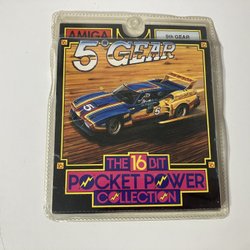 AMIGA
5th GEAR
5th GEAR
5
THE 16 BIT
POCKET POWER
COLLECTION